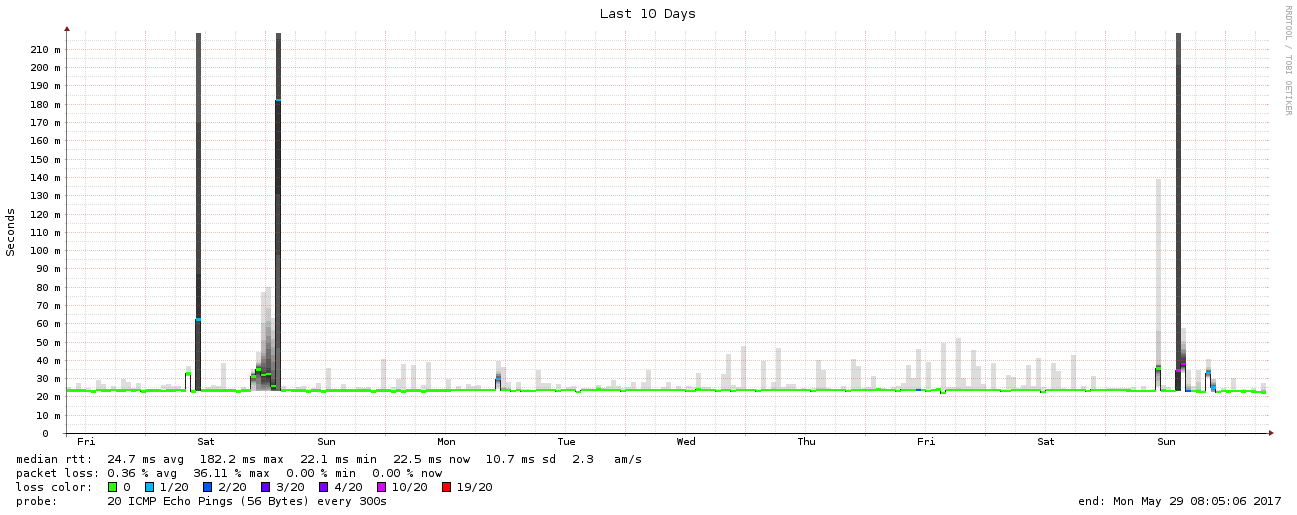 Last 10 Days
RRDTOOL / TOBI OETIKER
Seconds
210 m
200 m
190 m
180 m
170 m
160 m
150 m
140 m
130 m
120 m
110 m
100 m
90 m
80 m
70 m
60 m
50 m
40 m
30 m
20 m
10 m
0
Fri Sat Sun Mon Tue Wed Thu Fri Sat Sun
median rtt: 24.7 ms avg 182.2 ms max 22.1 ms min 22.5 ms now 10.7 ms sd 2.3 am/s
packet loss: 0.36 % avg 36.11 % max 0.00 % min 0.00 % now
loss color: 0 1/20 2/20 3/20 4/20 10/20 19/20
probe: 20 ICMP Echo Pings (56 Bytes) every 300s end: Mon May 29 08:05:06 2017